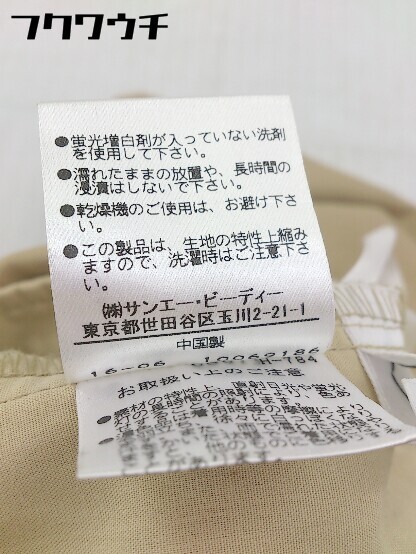 フクワウチ
●蛍光増白剤が入っていない洗剤
を使用して下さい。
●濡れたままの放置や、長時間の
浸漬はしないで下さい。
●乾燥機のご使用は、お避け下さ
い。
●この製品は、生地の特性上縮み
ますので、洗濯時はご注意下さ
い。
㈱サンエー・ビーディー
東京都世田谷区玉川2-21-1
中国製
16-06
お取扱い上のご注意